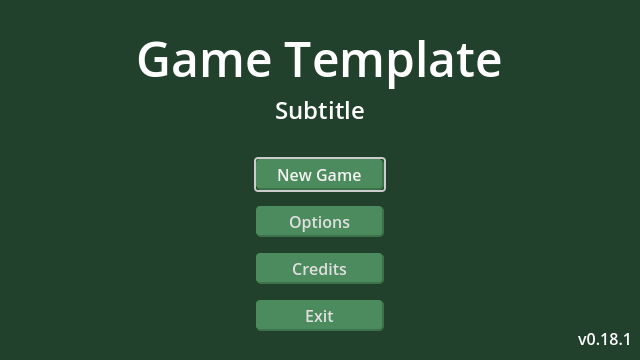 Game Template
Subtitle
New Game
Options
Credits
Exit
v0.18.1